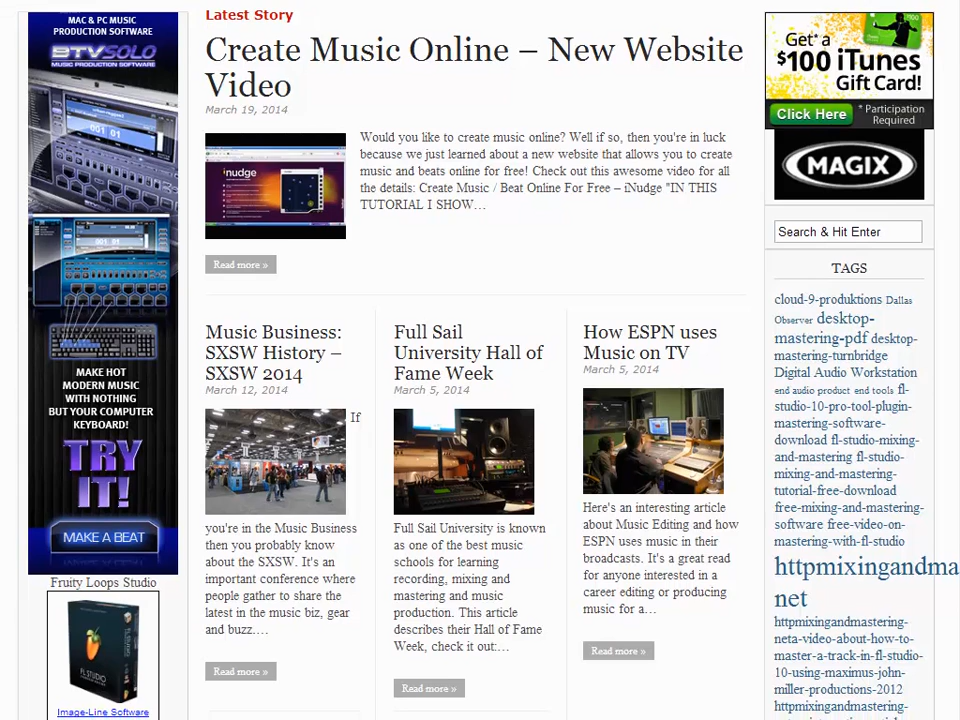 MAC & PC MUSIC
PRODUCTION SOFTWARE
BTVSOLO
MUSIC PRODUCTION SOFTWARE
001 01
001 01
MAKE HOT
MODERN MUSIC
WITH NOTHING
BUT YOUR COMPUTER
KEYBOARD!
TRY
IT!
MAKE A BEAT
Fruity Loops Studio
FL STUDIO
Image-Line Software
Latest Story
Create Music Online – New Website
Video
March 19, 2014
inudge
Would you like to create music online? Well if so, then you're in luck
because we just learned about a new website that allows you to create
music and beats online for free! Check out this awesome video for all
the details: Create Music / Beat Online For Free – iNudge "IN THIS
TUTORIAL I SHOW…
Read more »
Music Business:
SXSW History –
SXSW 2014
March 12, 2014
If
you're in the Music Business
then you probably know
about the SXSW. It's an
important conference where
people gather to share the
latest in the music biz, gear
and buzz.…
Read more »
Full Sail
University Hall of
Fame Week
March 5, 2014
Full Sail University is known
as one of the best music
schools for learning
recording, mixing and
mastering and music
production. This article
describes their Hall of Fame
Week, check it out:…
Read more »
How ESPN uses
Music on TV
March 5, 2014
Here's an interesting article
about Music Editing and how
ESPN uses music in their
broadcasts. It's a great read
for anyone interested in a
career editing or producing
music for a…
Read more »
Get* a
$100 iTunes
Gift Card!
Click Here
* Participation
Required
MAGIX
Search & Hit Enter
TAGS
cloud-9-produktions Dallas
Observer desktop-
mastering-pdf desktop-
mastering-turnbridge
Digital Audio Workstation
end audio product end tools fl-
studio-10-pro-tool-plugin-
mastering-software-
download fl-studio-mixing-
and-mastering fl-studio-
mixing-and-mastering-
tutorial-free-download
free-mixing-and-mastering-
software free-video-on-
mastering-with-fl-studio
httpmixingandma
net
httpmixingandmastering-
neta-video-about-how-to-
master-a-track-in-fl-studio-
10-using-maximus-john-
miller-productions-2012
httpmixingandmastering-